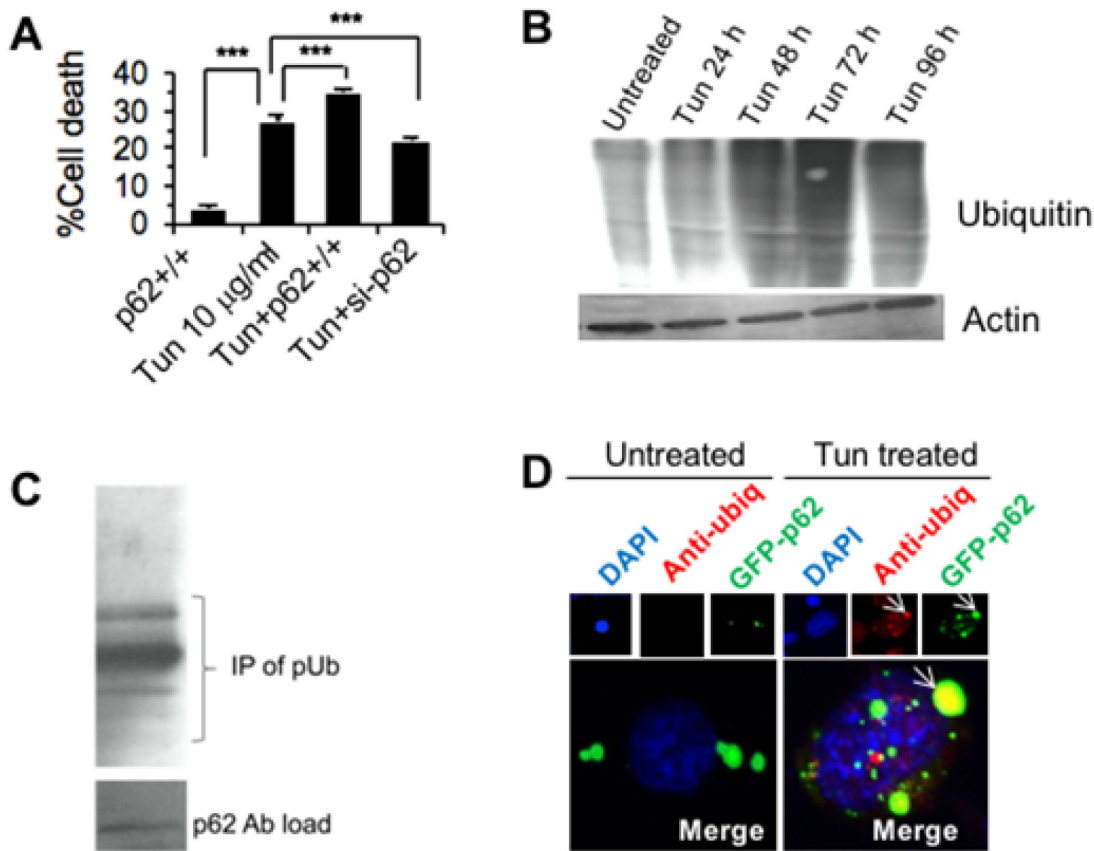 A
***
***
***
%Cell death
40
30
20
10
0
p62+/+
Tun 10 µg/ml
Tun+p62+/+
Tun+si-p62
B
Untreated
Tun 24 h
Tun 48 h
Tun 72 h
Tun 96 h
Ubiquitin
Actin
C
IP of pUb
p62 Ab load
D
Untreated
Tun treated
DAPI
Anti-ubiq
GFP-p62
DAPI
Anti-ubiq
GFP-p62
Merge
Merge